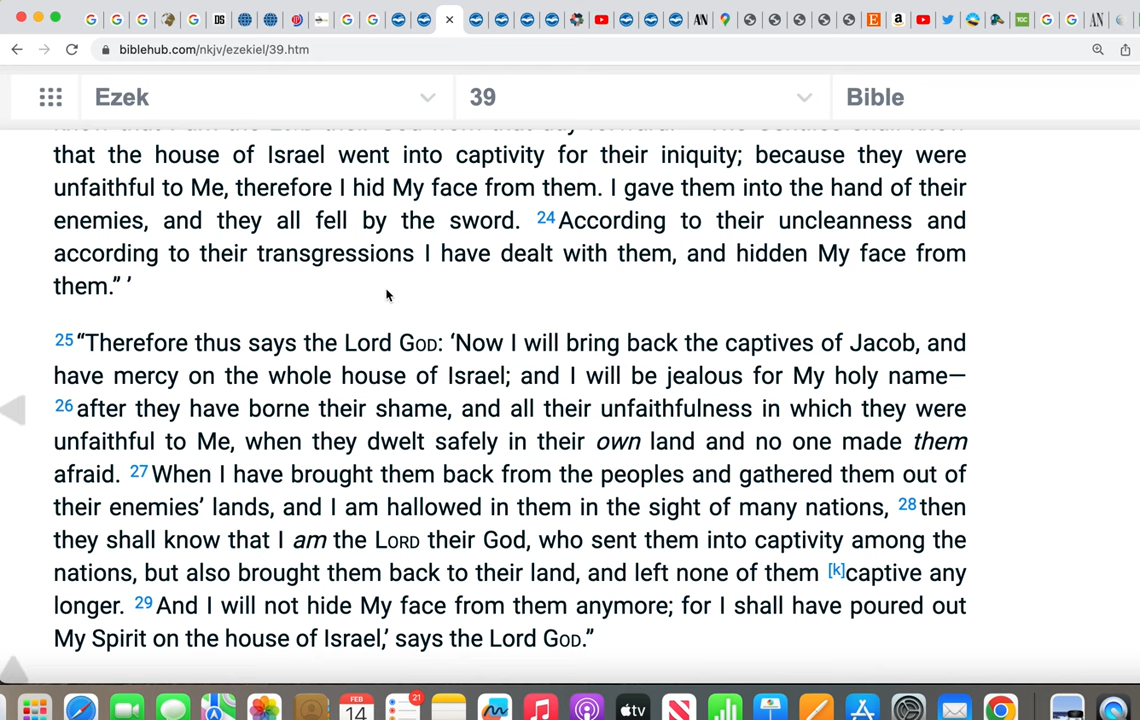 biblehub.com/nkjv/ezekiel/39.htm
Ezek 39 Bible
that the house of Israel went into captivity for their iniquity; because they were
unfaithful to Me, therefore I hid My face from them. I gave them into the hand of their
enemies, and they all fell by the sword. 24 According to their uncleanness and
according to their transgressions I have dealt with them, and hidden My face from
them.” ’
25 “Therefore thus says the Lord GOD: ‘Now I will bring back the captives of Jacob, and
have mercy on the whole house of Israel; and I will be jealous for My holy name—
26 after they have borne their shame, and all their unfaithfulness in which they were
unfaithful to Me, when they dwelt safely in their own land and no one made them
afraid. 27 When I have brought them back from the peoples and gathered them out of
their enemies’ lands, and I am hallowed in them in the sight of many nations, 28 then
they shall know that I am the LORD their God, who sent them into captivity among the
nations, but also brought them back to their land, and left none of them [k]captive any
longer. 29 And I will not hide My face from them anymore; for I shall have poured out
My Spirit on the house of Israel,’ says the Lord GOD.”
FEB 21 tv
14